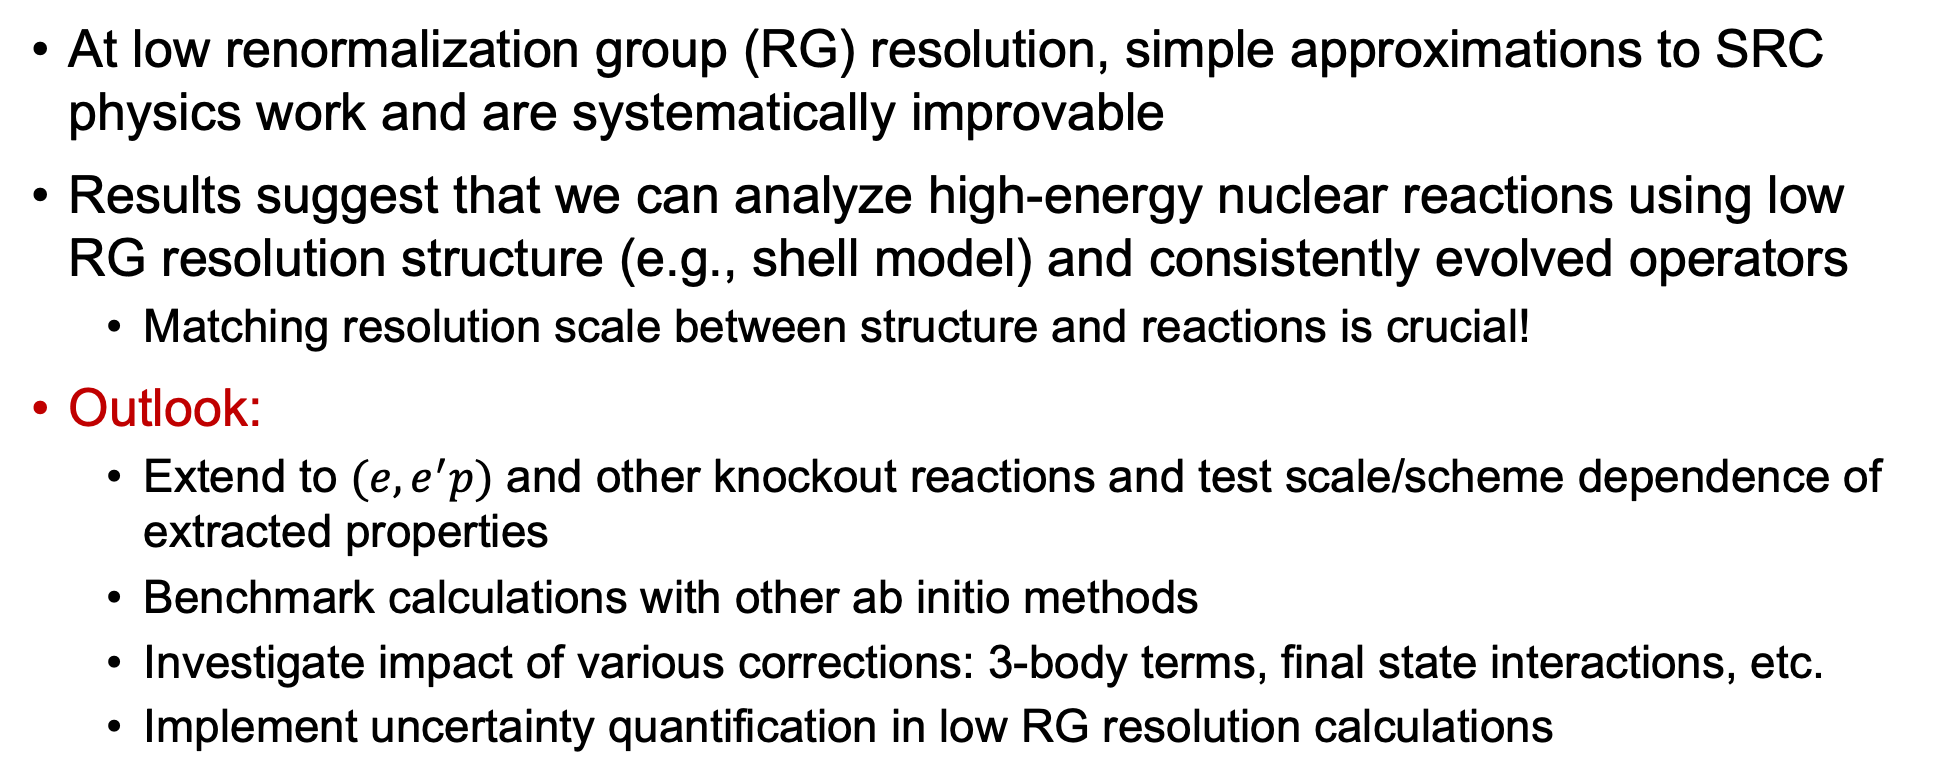 • At low renormalization group (RG) resolution, simple approximations to SRC
physics work and are systematically improvable
• Results suggest that we can analyze high-energy nuclear reactions using low
RG resolution structure (e.g., shell model) and consistently evolved operators
• Matching resolution scale between structure and reactions is crucial!
• Outlook:
• Extend to (e, e′p) and other knockout reactions and test scale/scheme dependence of
extracted properties
• Benchmark calculations with other ab initio methods
• Investigate impact of various corrections: 3-body terms, final state interactions, etc.
• Implement uncertainty quantification in low RG resolution calculations